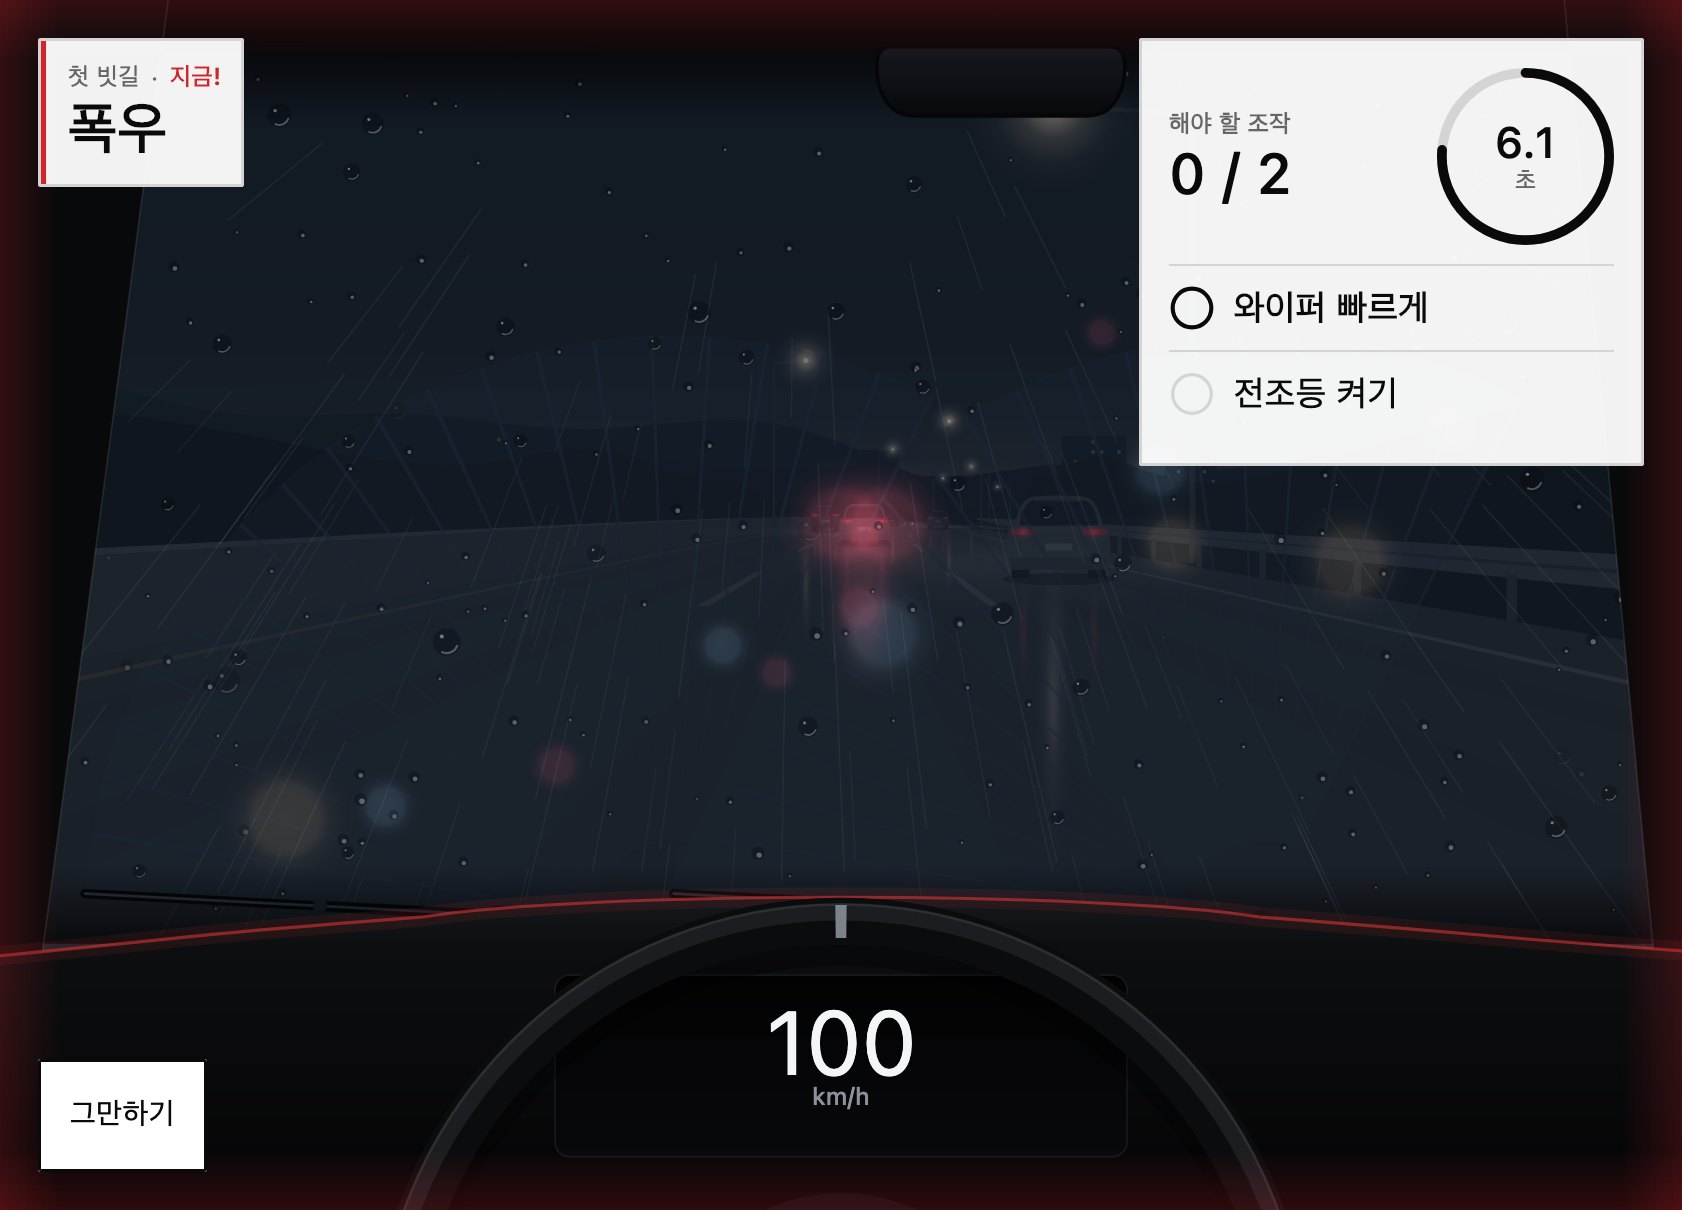 첫 빗길 · 지금!
폭우
해야 할 조작
0 / 2
6.1
초
와이퍼 빠르게
전조등 켜기
100
km/h
그만하기